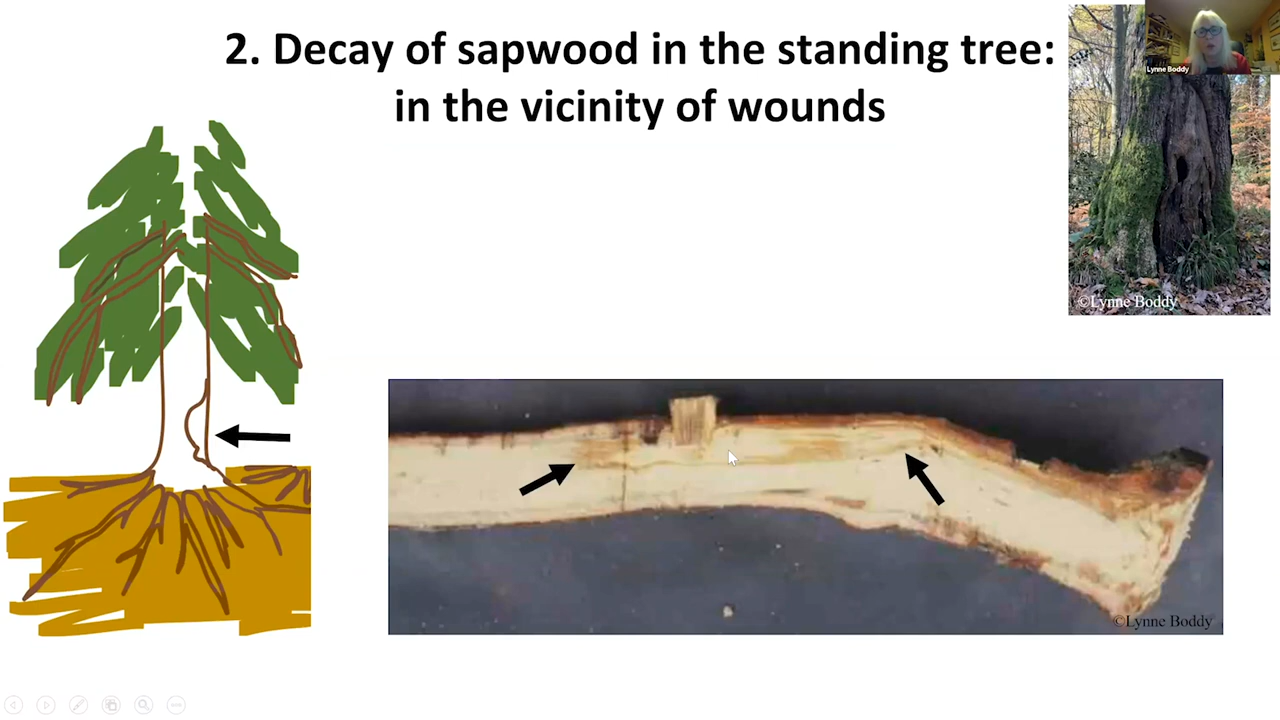 2. Decay of sapwood in the standing tree:
in the vicinity of wounds
Lynne Boddy
©Lynne Boddy
©Lynne Boddy